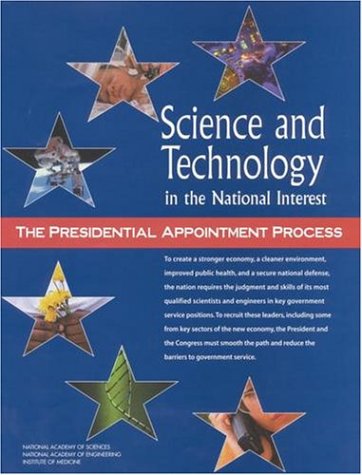 Science and
Technology
in the National Interest
THE PRESIDENTIAL APPOINTMENT PROCESS
To create a stronger economy, a cleaner environment,
improved public health, and a secure national defense,
the nation requires the judgment and skills of its most
qualified scientists and engineers in key government
service positions. To recruit these leaders, including some
from key sectors of the new economy, the President and
the Congress must smooth the path and reduce the
barriers to government service.
NATIONAL ACADEMY OF SCIENCES
NATIONAL ACADEMY OF ENGINEERING
INSTITUTE OF MEDICINE